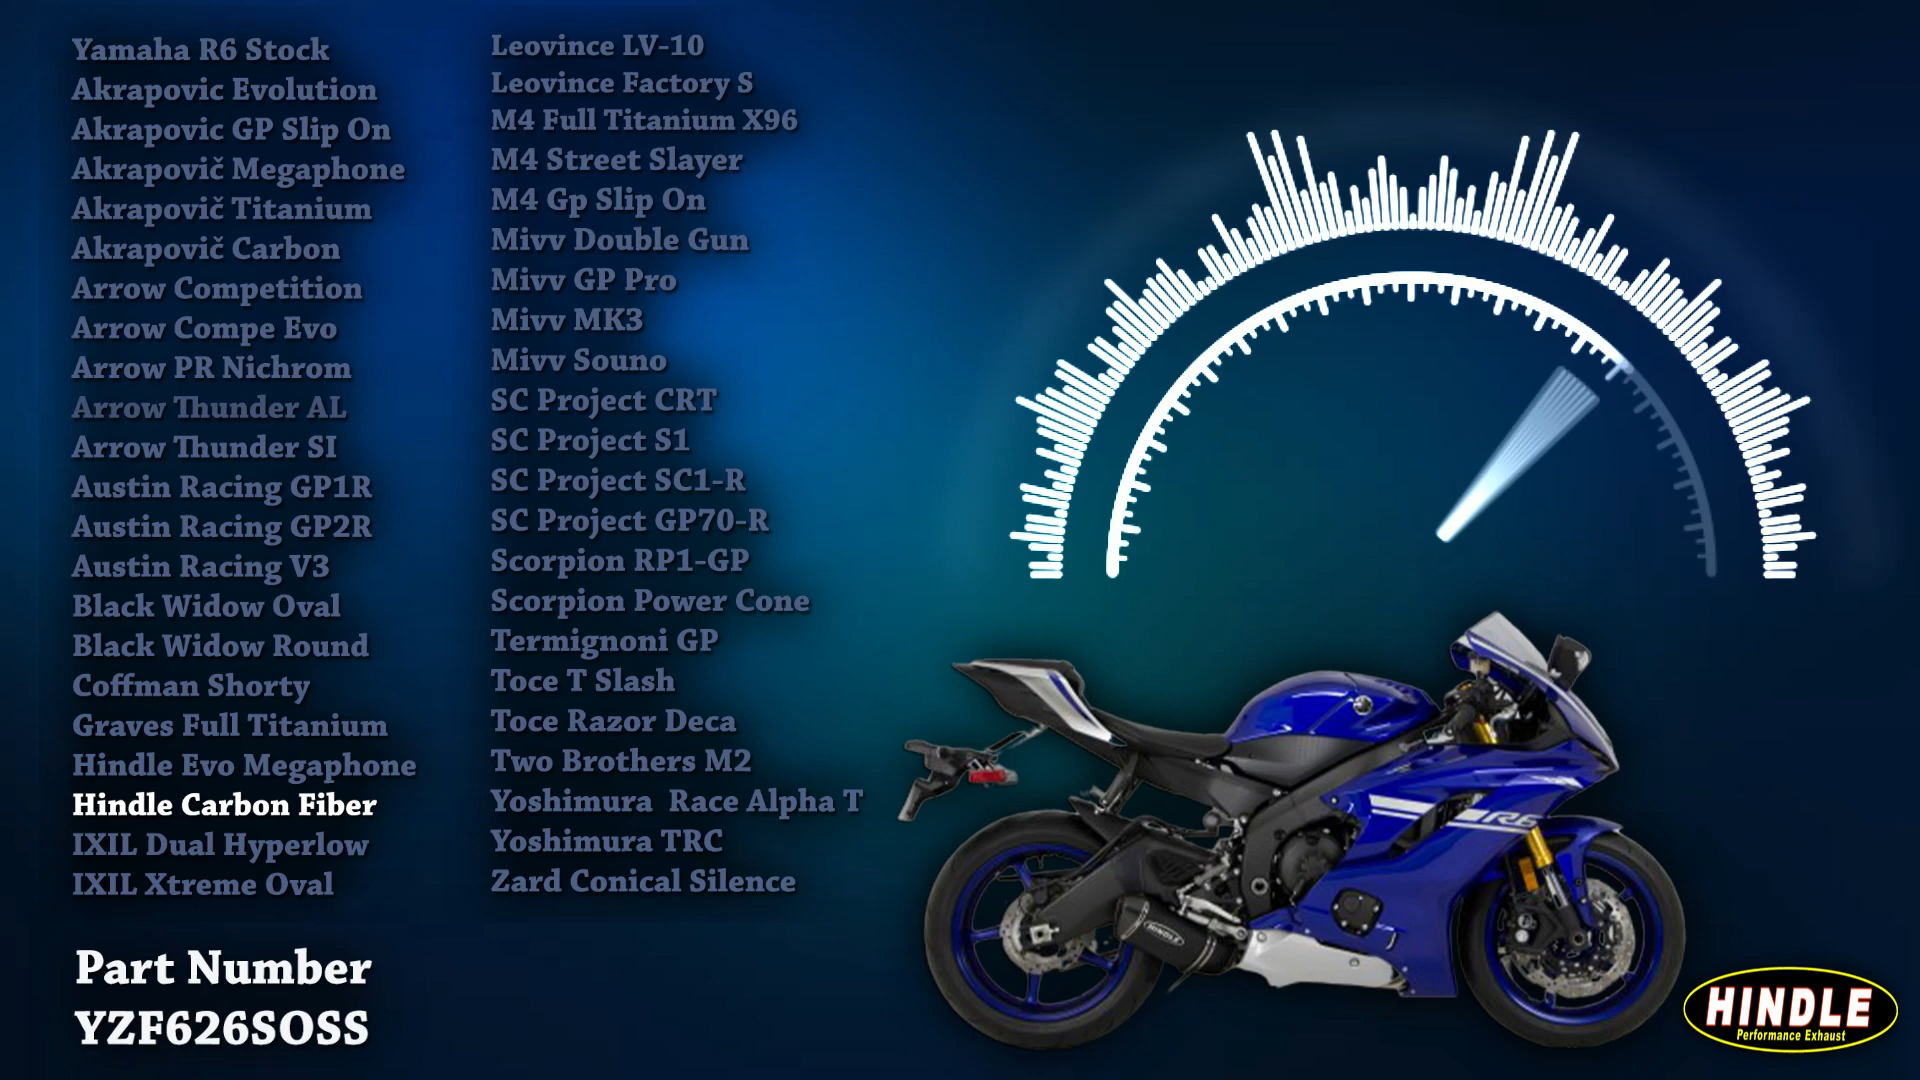 Yamaha R6 Stock
Akrapovic Evolution
Akrapovic GP Slip On
Akrapovič Megaphone
Akrapovič Titanium
Akrapovič Carbon
Arrow Competition
Arrow Compe Evo
Arrow PR Nichrom
Arrow Thunder AL
Arrow Thunder SI
Austin Racing GP1R
Austin Racing GP2R
Austin Racing V3
Black Widow Oval
Black Widow Round
Coffman Shorty
Graves Full Titanium
Hindle Evo Megaphone
Hindle Carbon Fiber
IXIL Dual Hyperlow
IXIL Xtreme Oval
Leovince LV-10
Leovince Factory S
M4 Full Titanium X96
M4 Street Slayer
M4 Gp Slip On
Mivv Double Gun
Mivv GP Pro
Mivv MK3
Mivv Souno
SC Project CRT
SC Project S1
SC Project SC1-R
SC Project GP70-R
Scorpion RP1-GP
Scorpion Power Cone
Termignoni GP
Toce T Slash
Toce Razor Deca
Two Brothers M2
Yoshimura  Race Alpha T
Yoshimura TRC
Zard Conical Silence
Part Number
YZF626SOSS
R6
HINDLE
HINDLE
Performance Exhaust